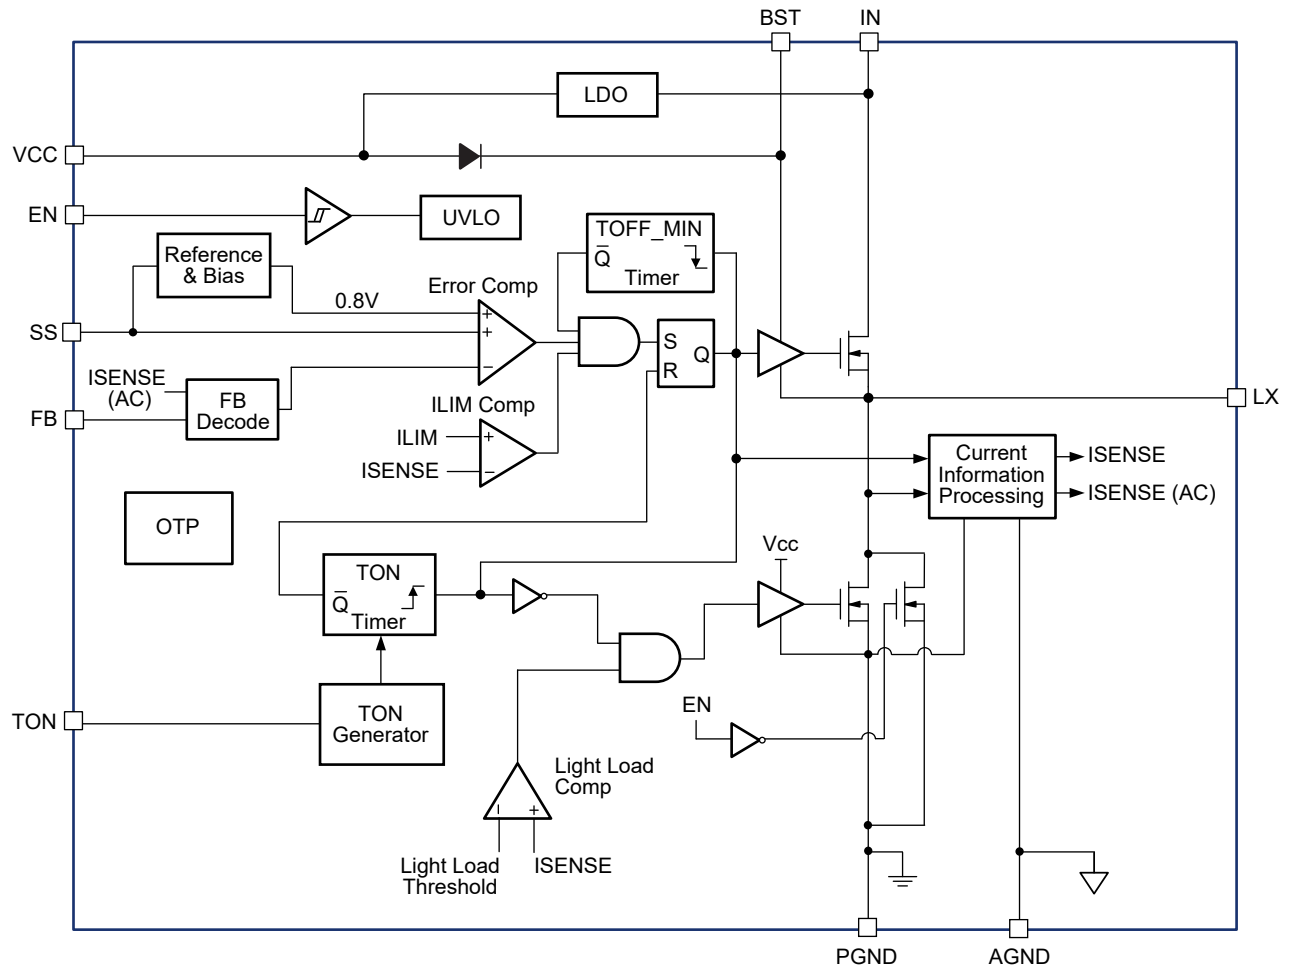 BST
IN
LDO
VCC
EN
UVLO
TOFF_MIN
Q
Timer
Reference
& Bias
0.8V
Error Comp
+
+
−
SS
S
R
Q
ISENSE
(AC)
FB
Decode
FB
ILIM Comp
ILIM
+
ISENSE
−
LX
Current
Information
Processing
ISENSE
ISENSE (AC)
OTP
Vcc
TON
Q
Timer
TON
TON
Generator
EN
Light Load
Comp
−
+
Light Load
Threshold
ISENSE
PGND
AGND